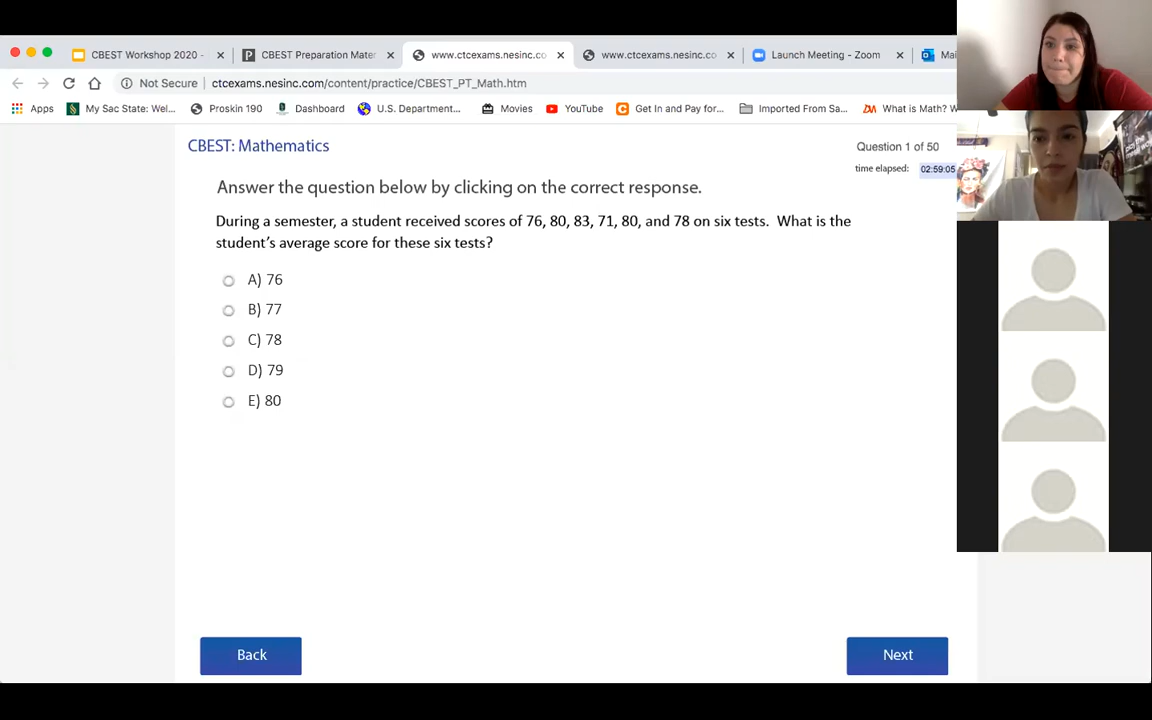 CBEST Workshop 2020 -
CBEST Preparation Mater
www.ctcexams.nesinc.co
www.ctcexams.nesinc.co
Launch Meeting - Zoom
Mai
Not Secure
ctcexams.nesinc.com/content/practice/CBEST_PT_Math.htm
Apps
My Sac State: Wel...
Proskin 190
Dashboard
U.S. Department...
Movies
YouTube
Get In and Pay for...
Imported From Sa...
What is Math? W
CBEST: Mathematics
Question 1 of 50
time elapsed: 02:59:05
Answer the question below by clicking on the correct response.
During a semester, a student received scores of 76, 80, 83, 71, 80, and 78 on six tests. What is the
student's average score for these six tests?
A) 76
B) 77
C) 78
D) 79
E) 80
Back
Next